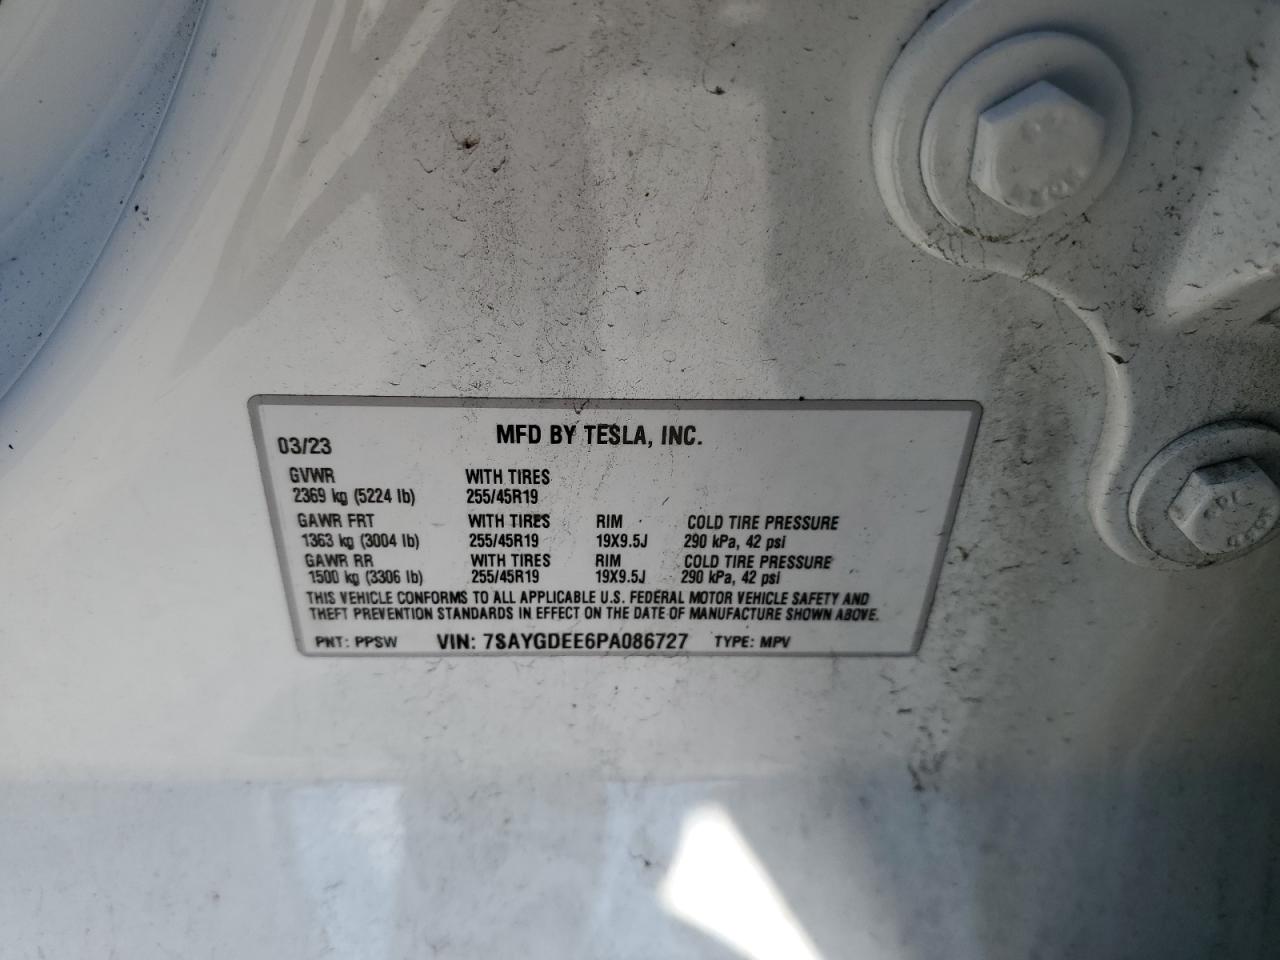 MFD BY TESLA, INC.
03/23
GVWR WITH TIRES
2369 kg (5224 lb) 255/45R19
GAWR FRT WITH TIRES RIM COLD TIRE PRESSURE
1363 kg (3004 lb) 255/45R19 19X9.5J 290 kPa, 42 psi
GAWR RR WITH TIRES RIM COLD TIRE PRESSURE
1500 kg (3306 lb) 255/45R19 19X9.5J 290 kPa, 42 psi
THIS VEHICLE CONFORMS TO ALL APPLICABLE U.S. FEDERAL MOTOR VEHICLE SAFETY AND
THEFT PREVENTION STANDARDS IN EFFECT ON THE DATE OF MANUFACTURE SHOWN ABOVE.
PNT: PPSW VIN: 7SAYGDEE6PA086727 TYPE: MPV